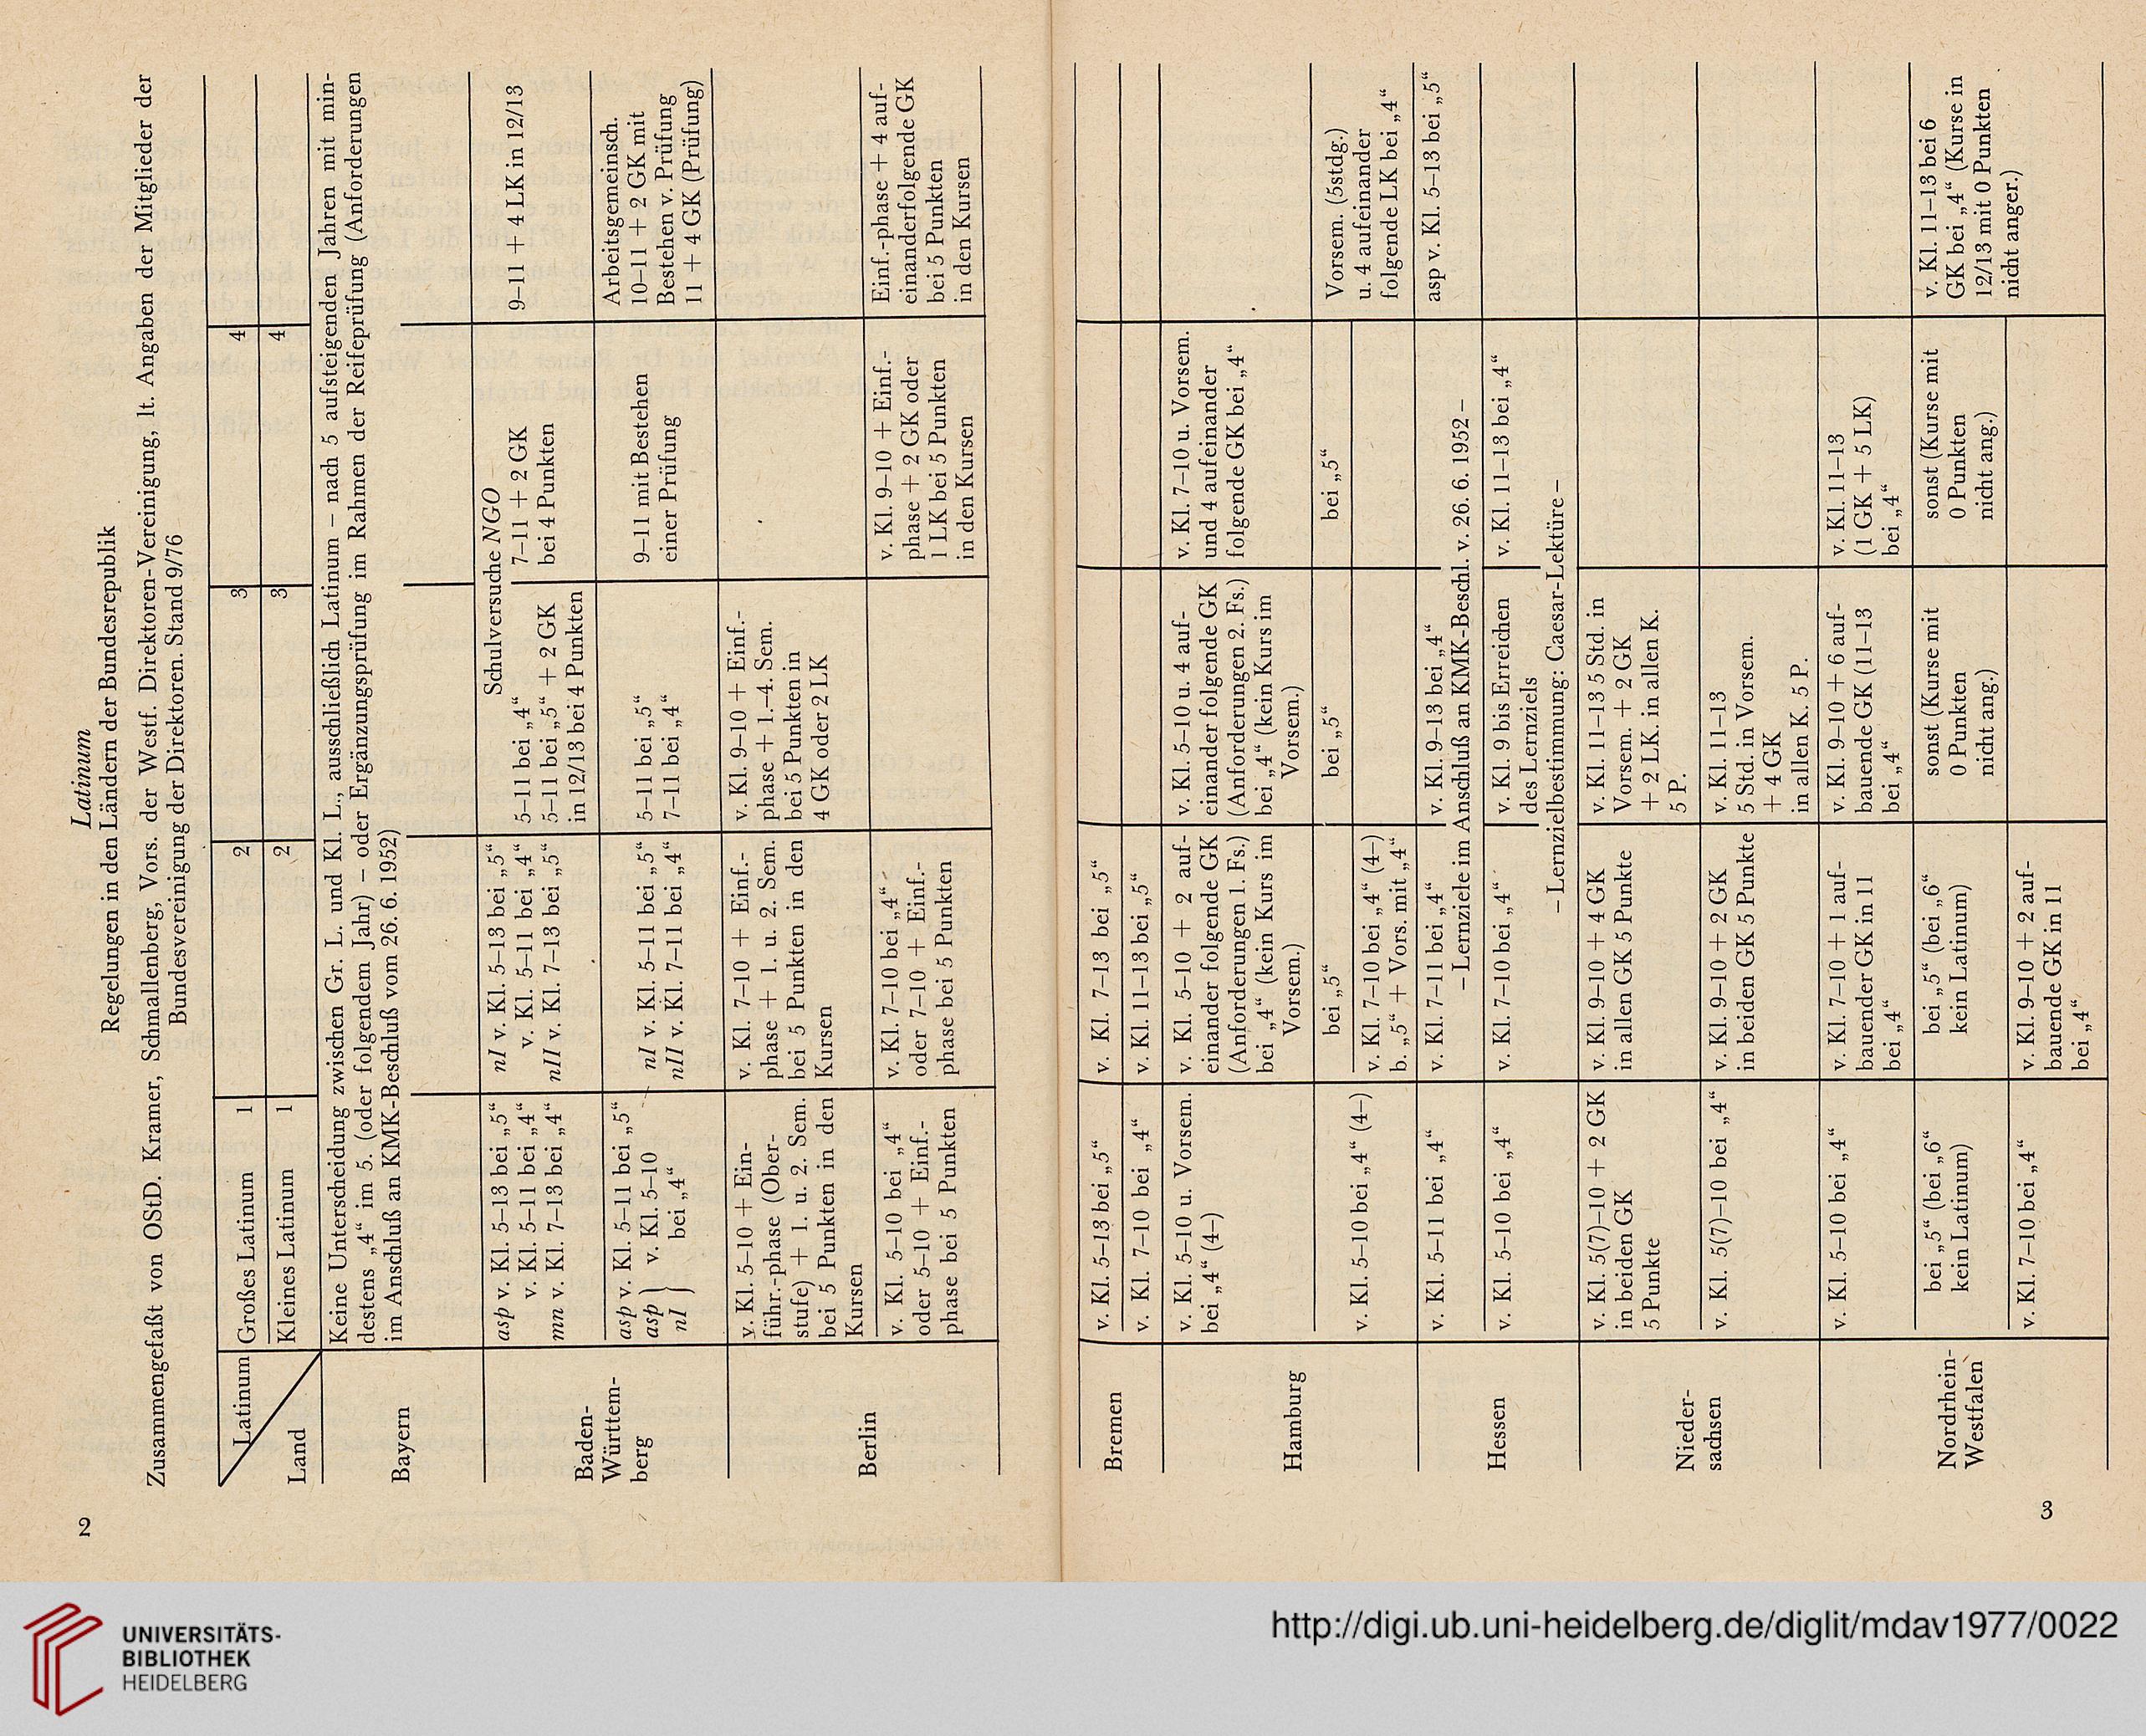 Latinum
Regelungen in den Ländern der Bundesrepublik
Zusammengefaßt von OStD. Kramer, Schmallenberg, Vors. der Westf. Direktoren-Vereinigung, lt. Angaben der Mitglieder der
Bundesvereinigung der Direktoren. Stand 9/76
Latinum
Land
Großes Latinum 1 2 3 4
Kleines Latinum 1 2 3 4
Bayern
Keine Unterscheidung zwischen Gr. L. und Kl. L., ausschließlich Latinum – nach 5 aufsteigenden Jahren mit min-
destens „4“ im 5. (oder folgendem Jahr) – oder Ergänzungsprüfung im Rahmen der Reifeprüfung (Anforderungen
im Anschluß an KMK-Beschluß vom 26. 6. 1952)
Baden-
Württem-
berg
asp v. Kl. 5–13 bei „5“
v. Kl. 5–11 bei „4“
mn v. Kl. 7–13 bei „4“
nI v. Kl. 5–13 bei „5“
v. Kl. 5–11 bei „4“
nII v. Kl. 7–13 bei „5“
Schulversuche NGO
5–11 bei „4“
5–11 bei „5“ + 2 GK
in 12/13 bei 4 Punkten
7–11 + 2 GK
bei 4 Punkten
9–11 + 4 LK in 12/13
asp v. Kl. 5–11 bei „5“
asp } v. Kl. 5–10
nI } bei „4“
nI v. Kl. 5–11 bei „5“
nII v. Kl. 7–11 bei „4“
5–11 bei „5“
7–11 bei „4“
9–11 mit Bestehen
einer Prüfung
Arbeitsgemeinsch.
10–11 + 2 GK mit
Bestehen v. Prüfung
11 + 4 GK (Prüfung)
Berlin
v. Kl. 5–10 + Ein-
führ.-phase (Ober-
stufe) + 1. u. 2. Sem.
bei 5 Punkten in den
Kursen
v. Kl. 7–10 + Einf.-
phase + 1. u. 2. Sem.
bei 5 Punkten in den
Kursen
v. Kl. 9–10 + Einf.-
phase + 1.–4. Sem.
bei 5 Punkten in
4 GK oder 2 LK
v. Kl. 5–10 bei „4“
oder 5–10 + Einf.-
phase bei 5 Punkten
v. Kl. 7–10 bei „4“
oder 7–10 + Einf.-
phase bei 5 Punkten
v. Kl. 9–10 + Einf.-
phase + 2 GK oder
1 LK bei 5 Punkten
in den Kursen
Einf.-phase + 4 auf-
einanderfolgende GK
bei 5 Punkten
in den Kursen
2
Bremen
v. Kl. 5–13 bei „5“
v. Kl. 7–13 bei „5“
v. Kl. 7–10 bei „4“
v. Kl. 11–13 bei „5“
Hamburg
v. Kl. 5–10 u. Vorsem.
bei „4“ (4–)
v. Kl. 5–10 + 2 auf-
einander folgende GK
(Anforderungen 1. Fs.)
bei „4“ (kein Kurs im
Vorsem.)
v. Kl. 5–10 u. 4 auf-
einander folgende GK
(Anforderungen 2. Fs.)
bei „4“ (kein Kurs im
Vorsem.)
v. Kl. 7–10 u. Vorsem.
und 4 aufeinander
folgende GK bei „4“
bei „5“
bei „5“
bei „5“
Vorsem. (5stdg.)
u. 4 aufeinander
folgende LK bei „4“
v. Kl. 5–10 bei „4“ (4–)
v. Kl. 7–10 bei „4“ (4–)
b. „5“ + Vors. mit „4“
Hessen
v. Kl. 5–11 bei „4“
v. Kl. 7–11 bei „4“
v. Kl. 9–13 bei „4“
asp v. Kl. 5–13 bei „5“
– Lernziele im Anschluß an KMK-Beschl. v. 26. 6. 1952 –
v. Kl. 5–10 bei „4“
v. Kl. 7–10 bei „4“
v. Kl. 9 bis Erreichen
des Lernziels
v. Kl. 11–13 bei „4“
– Lernzielbestimmung: Caesar-Lektüre –
Nieder-
sachsen
v. Kl. 5(7)–10 + 2 GK
in beiden GK
5 Punkte
v. Kl. 9–10 + 4 GK
in allen GK 5 Punkte
v. Kl. 11–13 5 Std. in
Vorsem. + 2 GK
+ 2 LK. in allen K.
5 P.
v. Kl. 5(7)–10 bei „4“
v. Kl. 9–10 + 2 GK
in beiden GK 5 Punkte
v. Kl. 11–13
5 Std. in Vorsem.
+ 4 GK
in allen K. 5 P.
Nordrhein-
Westfalen
v. Kl. 5–10 bei „4“
v. Kl. 7–10 + 1 auf-
bauender GK in 11
bei „4“
v. Kl. 9–10 + 6 auf-
bauende GK (11–13
bei „4“
v. Kl. 11–13
(1 GK + 5 LK)
bei „4“
bei „5“ (bei „6“
kein Latinum)
bei „5“ (bei „6“
kein Latinum)
sonst (Kurse mit
0 Punkten
nicht ang.)
sonst (Kurse mit
0 Punkten
nicht ang.)
v. Kl. 11–13 bei 6
GK bei „4“ (Kurse in
12/13 mit 0 Punkten
nicht anger.)
v. Kl. 7–10 bei „4“
v. Kl. 9–10 + 2 auf-
bauende GK in 11
bei „4“
3
UNIVERSITÄTS-
BIBLIOTHEK
HEIDELBERG
http://digi.ub.uni-heidelberg.de/diglit/mdav1977/0022